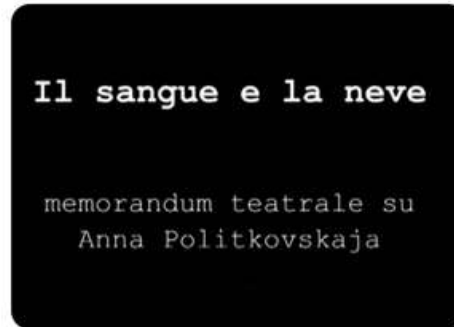 Il sangue e la neve
memorandum teatrale su
Anna Politkovskaja